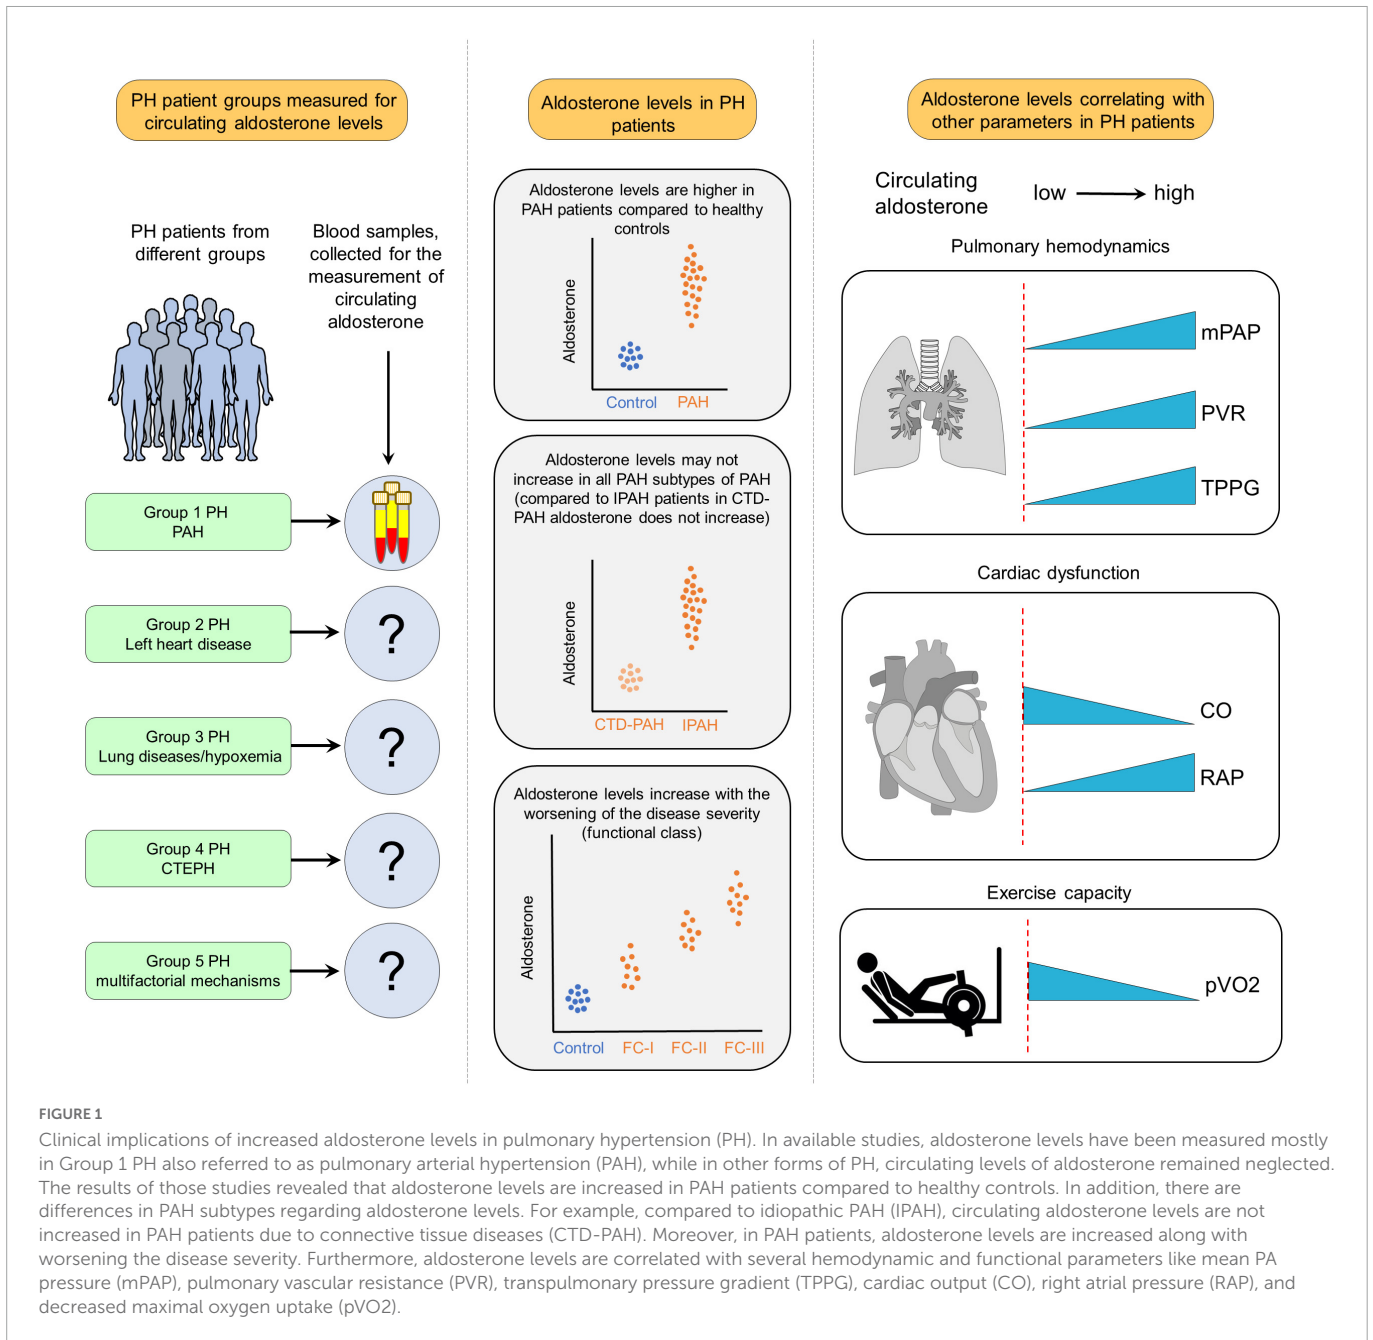 PH patient groups measured for
circulating aldosterone levels
PH patients from
different groups
Blood samples,
collected for the
measurement of
circulating
aldosterone
Group 1 PH
PAH
Group 2 PH
Left heart disease
?
Group 3 PH
Lung diseases/hypoxemia
?
Group 4 PH
CTEPH
?
Group 5 PH
multifactorial mechanisms
?
Aldosterone levels in PH
patients
Aldosterone levels are higher in
PAH patients compared to healthy
controls
Aldosterone
Control PAH
Aldosterone levels may not
increase in all PAH subtypes of PAH
(compared to IPAH patients in CTD-
PAH aldosterone does not increase)
Aldosterone
CTD-PAH IPAH
Aldosterone levels increase with the
worsening of the disease severity
(functional class)
Aldosterone
Control FC-I FC-II FC-III
Aldosterone levels correlating with
other parameters in PH patients
Circulating
aldosterone
low high
Pulmonary hemodynamics
mPAP
PVR
TPPG
Cardiac dysfunction
CO
RAP
Exercise capacity
pVO2
FIGURE 1
Clinical implications of increased aldosterone levels in pulmonary hypertension (PH). In available studies, aldosterone levels have been measured mostly
in Group 1 PH also referred to as pulmonary arterial hypertension (PAH), while in other forms of PH, circulating levels of aldosterone remained neglected.
The results of those studies revealed that aldosterone levels are increased in PAH patients compared to healthy controls. In addition, there are
differences in PAH subtypes regarding aldosterone levels. For example, compared to idiopathic PAH (IPAH), circulating aldosterone levels are not
increased in PAH patients due to connective tissue diseases (CTD-PAH). Moreover, in PAH patients, aldosterone levels are increased along with
worsening the disease severity. Furthermore, aldosterone levels are correlated with several hemodynamic and functional parameters like mean PA
pressure (mPAP), pulmonary vascular resistance (PVR), transpulmonary pressure gradient (TPPG), cardiac output (CO), right atrial pressure (RAP), and
decreased maximal oxygen uptake (pVO2).